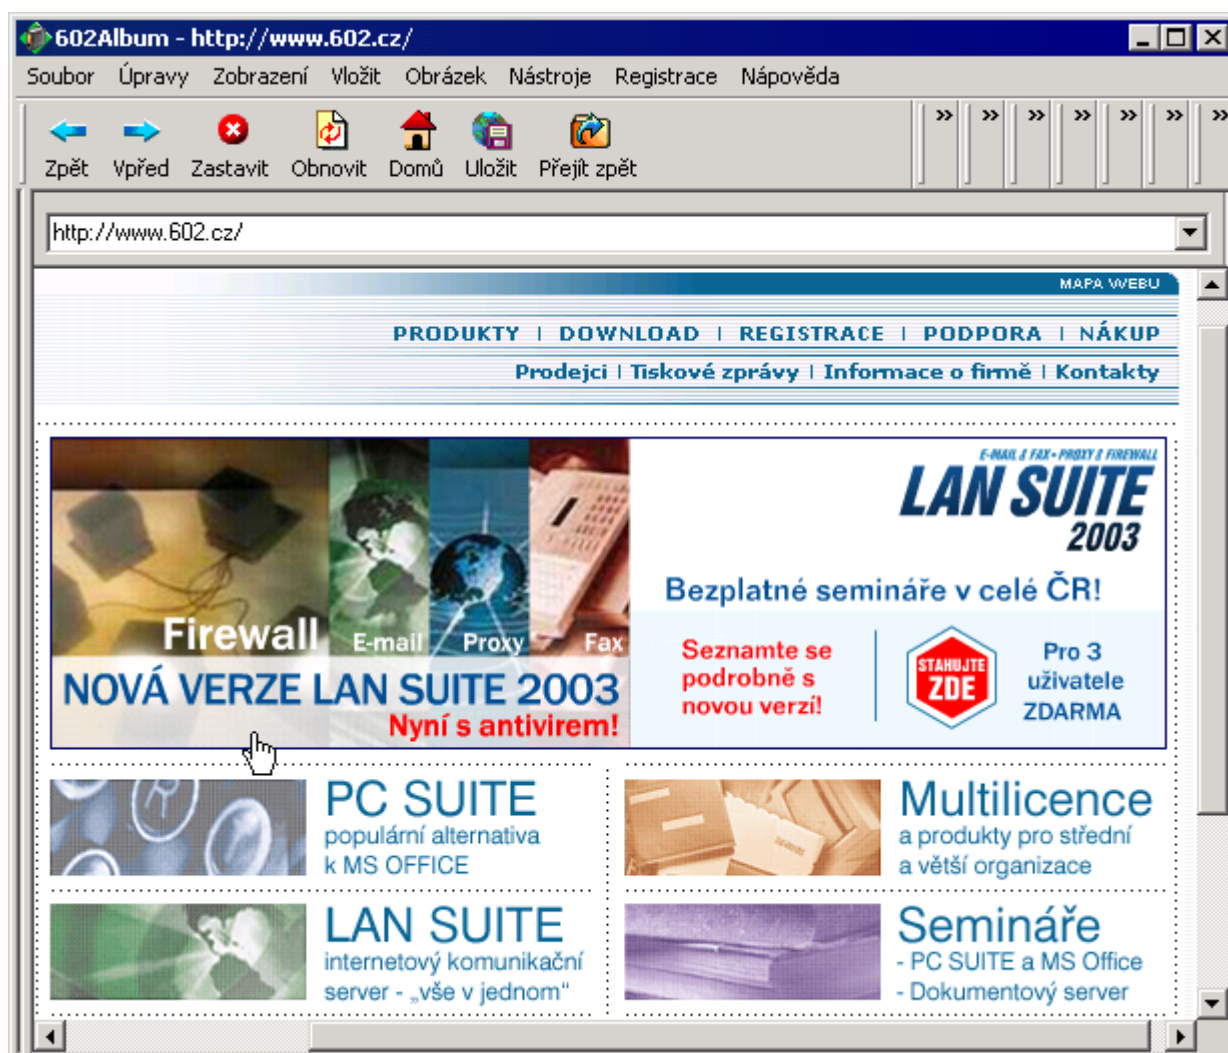 602Album - http://www.602.cz/
Soubor Úpravy Zobrazení Vložit Obrázek Nástroje Registrace Nápověda
Zpět Vpřed Zastavit Obnovit Domů Uložit Přejít zpět
http://www.602.cz/
MAPA WEBU
PRODUKTY | DOWNLOAD | REGISTRACE | PODPORA | NÁKUP
Prodejci | Tiskové zprávy | Informace o firmě | Kontakty
E-MAIL & FAX • PROXY & FIREWALL
LAN SUITE
2003
Firewall E-mail Proxy Fax
NOVÁ VERZE LAN SUITE 2003
Nyní s antivirem!
Bezplatné semináře v celé ČR!
Seznamte se
podrobně s
novou verzí!
STAHUJTE
ZDE
Pro 3
uživatele
ZDARMA
PC SUITE
populární alternativa
k MS OFFICE
Multilicence
a produkty pro střední
a větší organizace
LAN SUITE
internetový komunikační
server - „vše v jednom“
Semináře
- PC SUITE a MS Office
- Dokumentový server